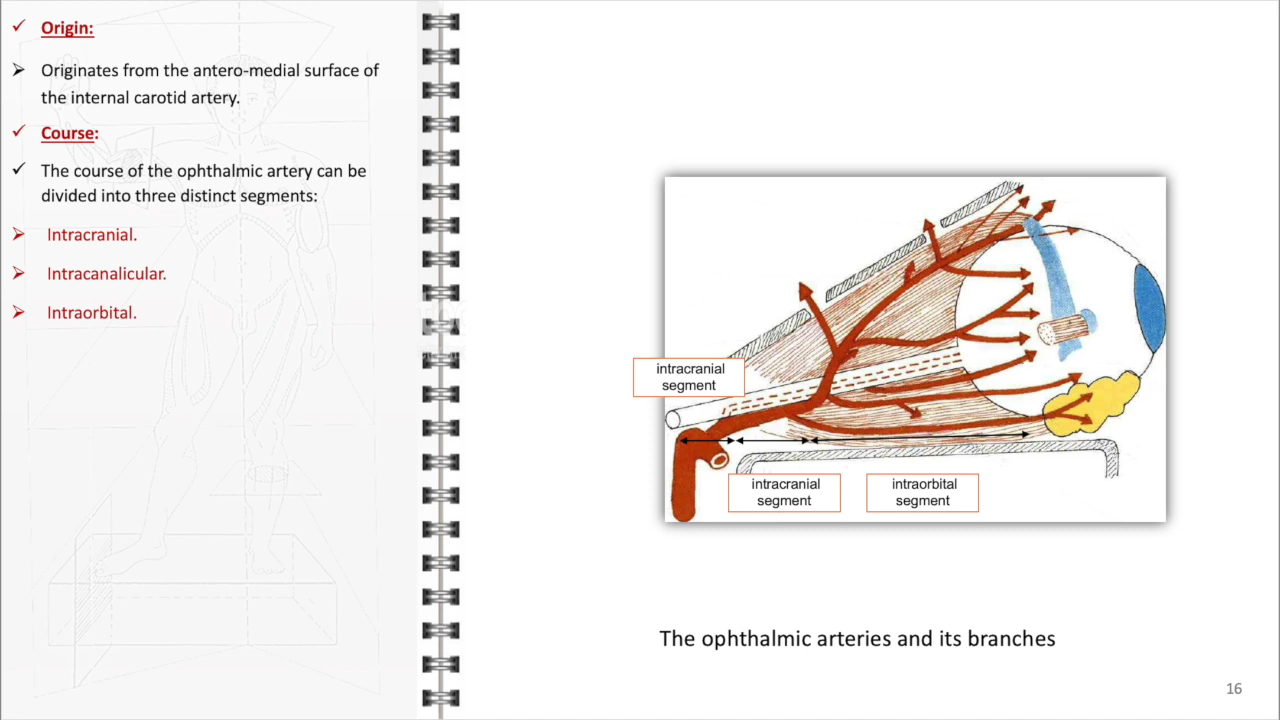 Origin:
Originates from the antero-medial surface of
the internal carotid artery.
Course:
The course of the ophthalmic artery can be
divided into three distinct segments:
Intracranial.
Intracanalicular.
Intraorbital.
intracranial
segment
intracranial
segment
intraorbital
segment
The ophthalmic arteries and its branches
16